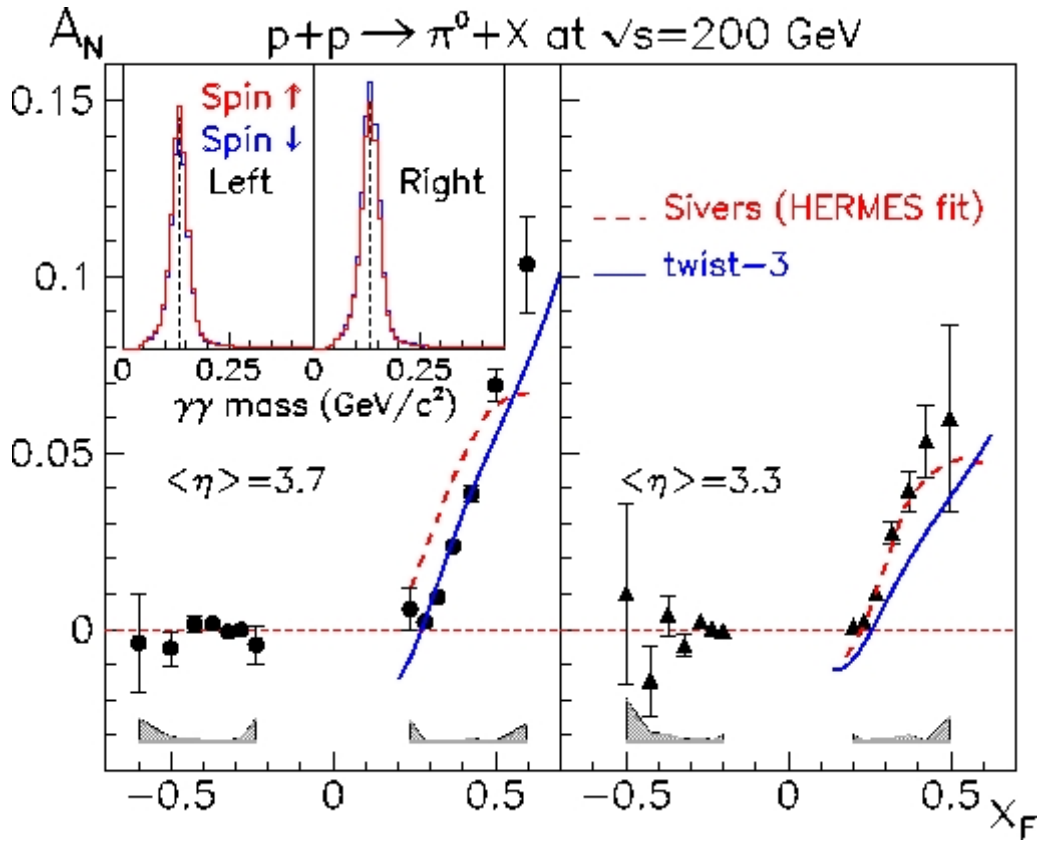 A_N
p+p → π⁰+X at √s=200 GeV
0.15
0.1
0.05
0
Spin ↑
Spin ↓
Left
Right
0
0.25
0
0.25
γγ mass (GeV/c²)
<η>=3.7
Sivers (HERMES fit)
twist-3
<η>=3.3
-0.5
0
0.5
-0.5
0
0.5
x_F